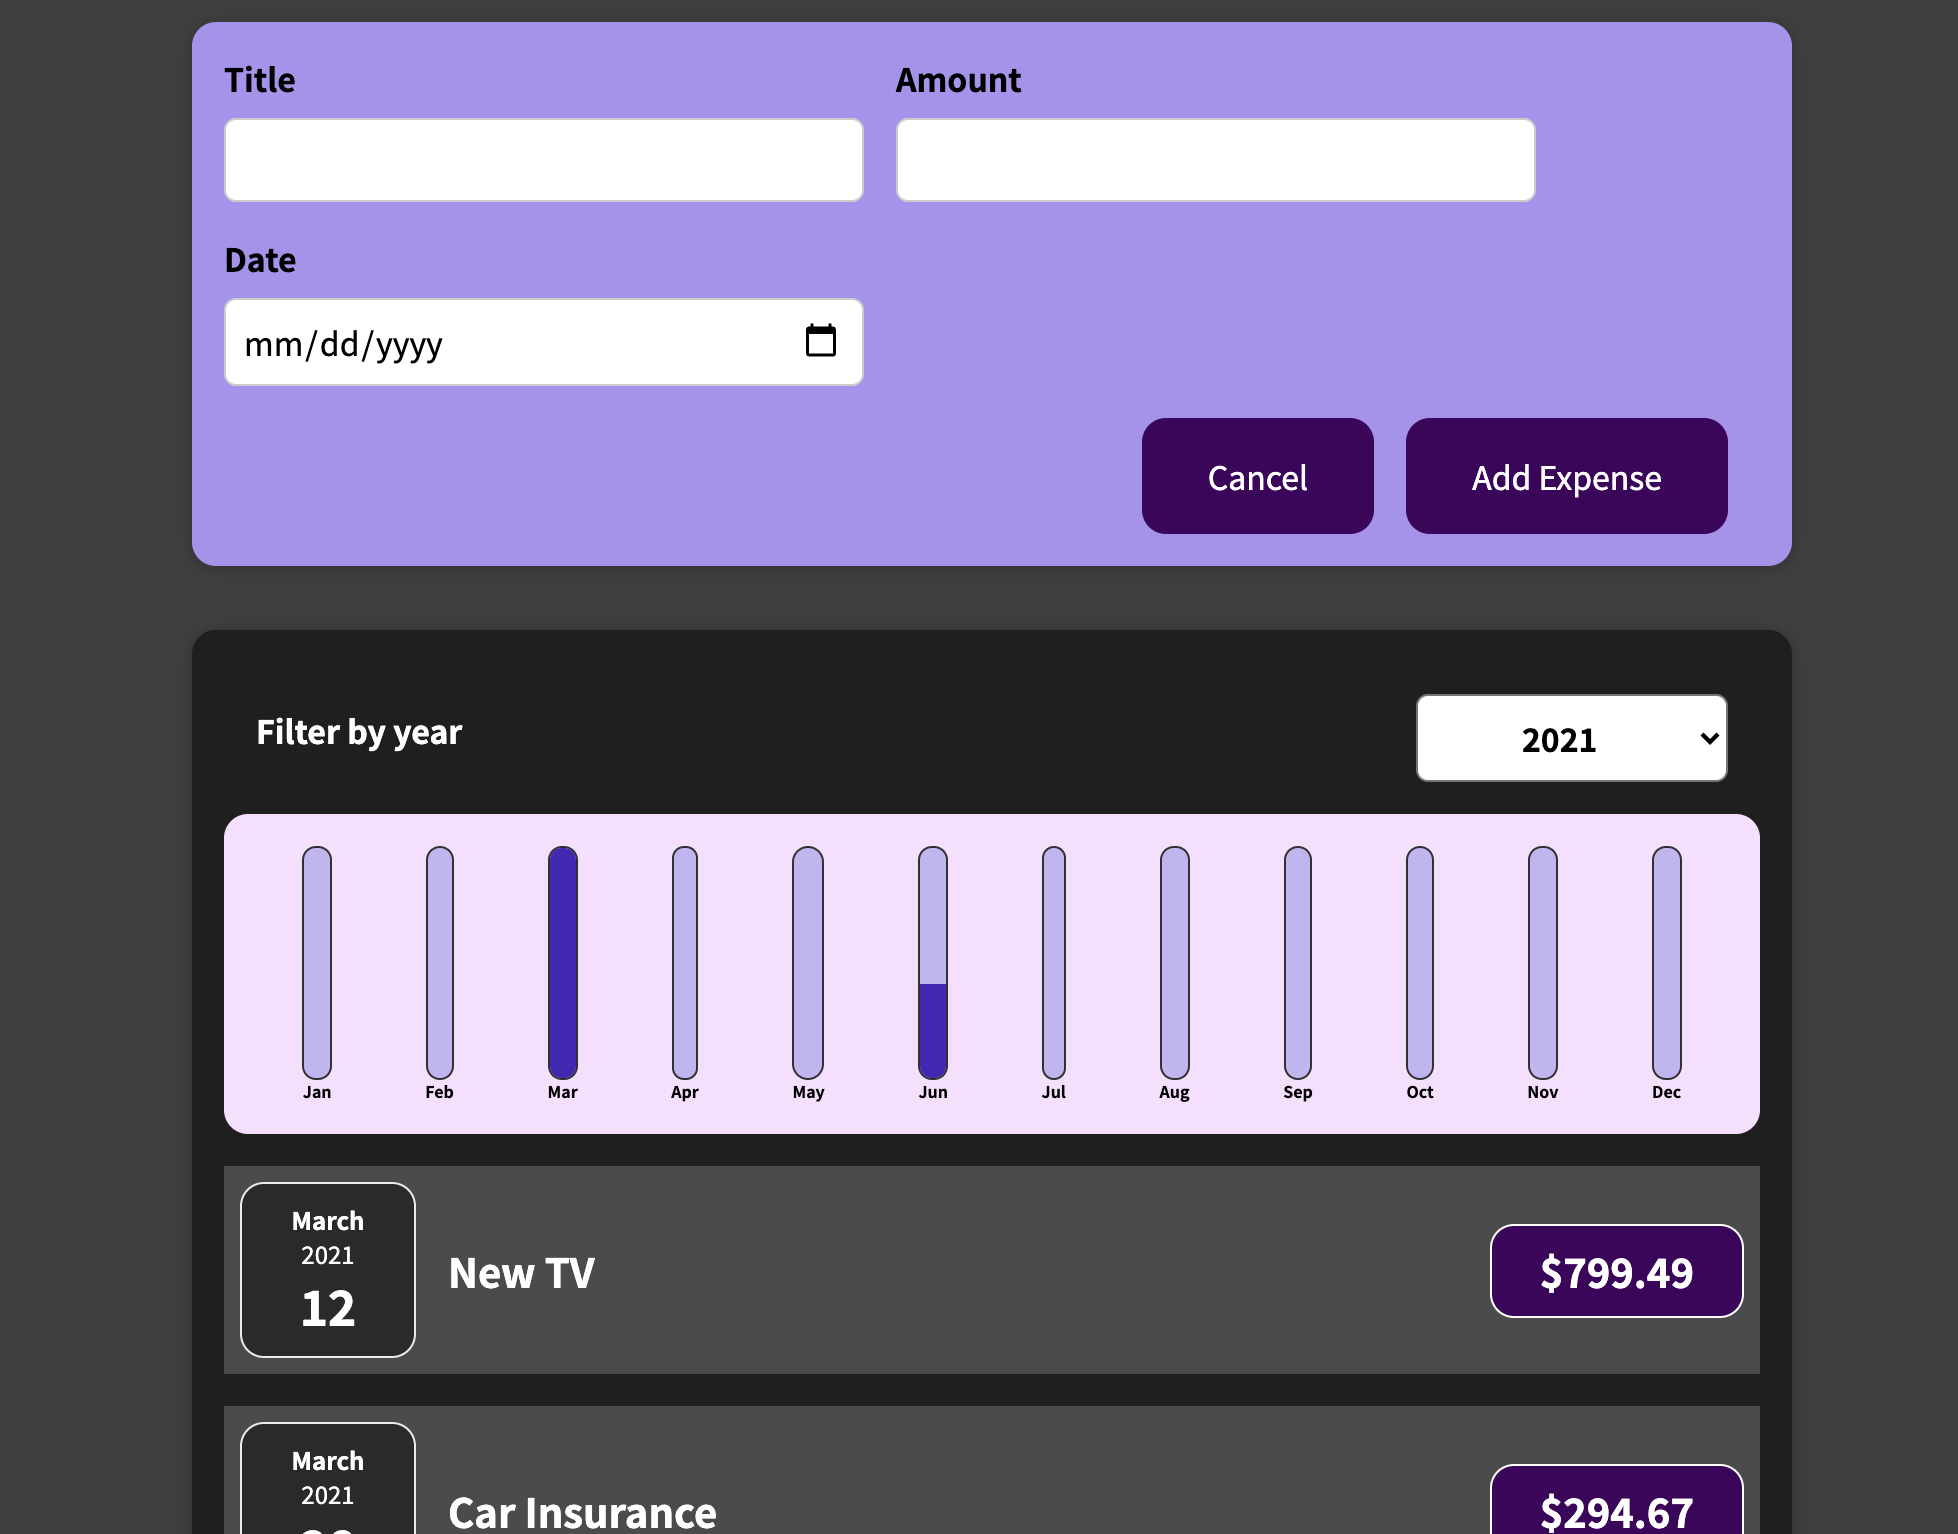 Title
Amount
Date
mm/dd/yyyy
Cancel
Add Expense
Filter by year
2021
Jan
Feb
Mar
Apr
May
Jun
Jul
Aug
Sep
Oct
Nov
Dec
March
2021
12
New TV
$799.49
March
2021
Car Insurance
$294.67